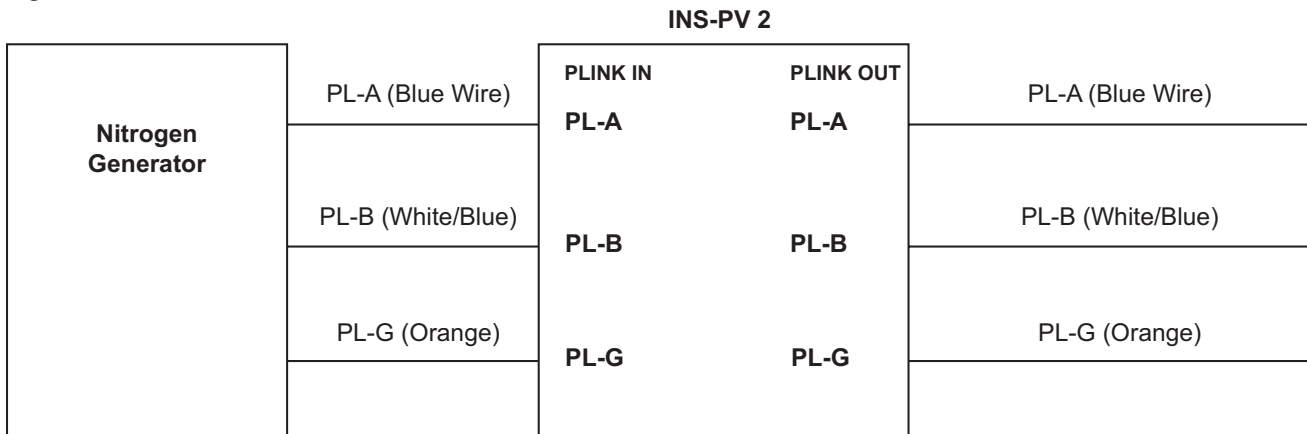 INS-PV 2
Nitrogen
Generator
PL-A (Blue Wire)
PL-B (White/Blue)
PL-G (Orange)
PLINK IN
PL-A
PL-B
PL-G
PLINK OUT
PL-A
PL-B
PL-G
PL-A (Blue Wire)
PL-B (White/Blue)
PL-G (Orange)